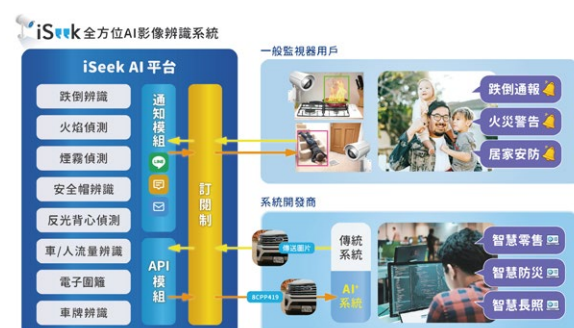 iSeek 全方位AI影像辨識系統
iSeek AI 平台
跌倒辨識
火焰偵測
煙霧偵測
安全帽辨識
反光背心偵測
車/人流量辨識
電子圍籬
車牌辨識
通知模組
LINE
API
模組
訂閱制
一般監視器用戶
跌倒通報
火災警告
居家安防
系統開發商
傳送圖片
BCPP419
傳統
系統
AI+
系統
智慧零售
智慧防災
智慧長照